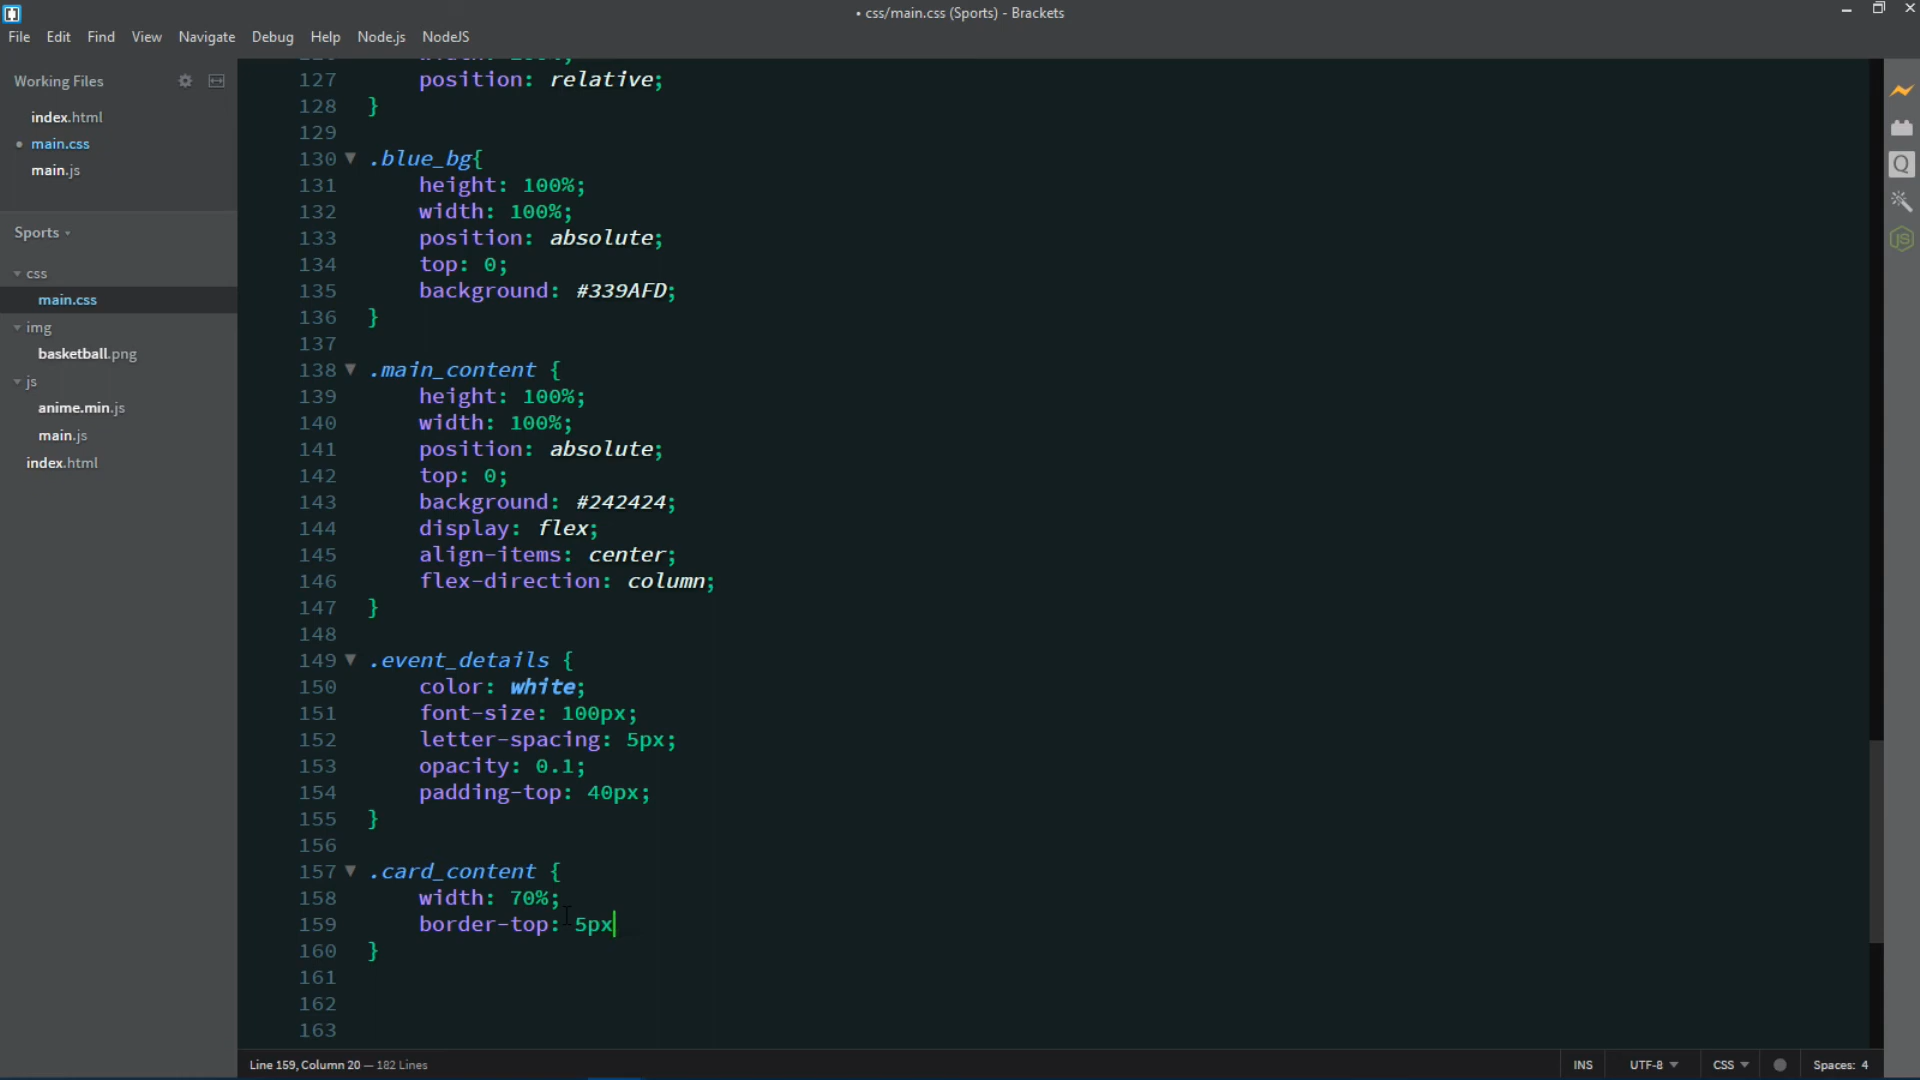 • css/main.css (Sports) - Brackets
File Edit Find View Navigate Debug Help Node.js NodeJS
Working Files
index.html
• main.css
main.js
Sports
css
main.css
img
basketball.png
js
anime.min.js
main.js
index.html
127 position: relative;
128 }
129
130 .blue_bg{
131 height: 100%;
132 width: 100%;
133 position: absolute;
134 top: 0;
135 background: #339AFD;
136 }
137
138 .main_content {
139 height: 100%;
140 width: 100%;
141 position: absolute;
142 top: 0;
143 background: #242424;
144 display: flex;
145 align-items: center;
146 flex-direction: column;
147 }
148
149 .event_details {
150 color: white;
151 font-size: 100px;
152 letter-spacing: 5px;
153 opacity: 0.1;
154 padding-top: 40px;
155 }
156
157 .card_content {
158 width: 70%;
159 border-top: 5px
160 }
161
162
163
Line 159, Column 20 — 182 Lines
INS UTF-8 CSS Spaces: 4